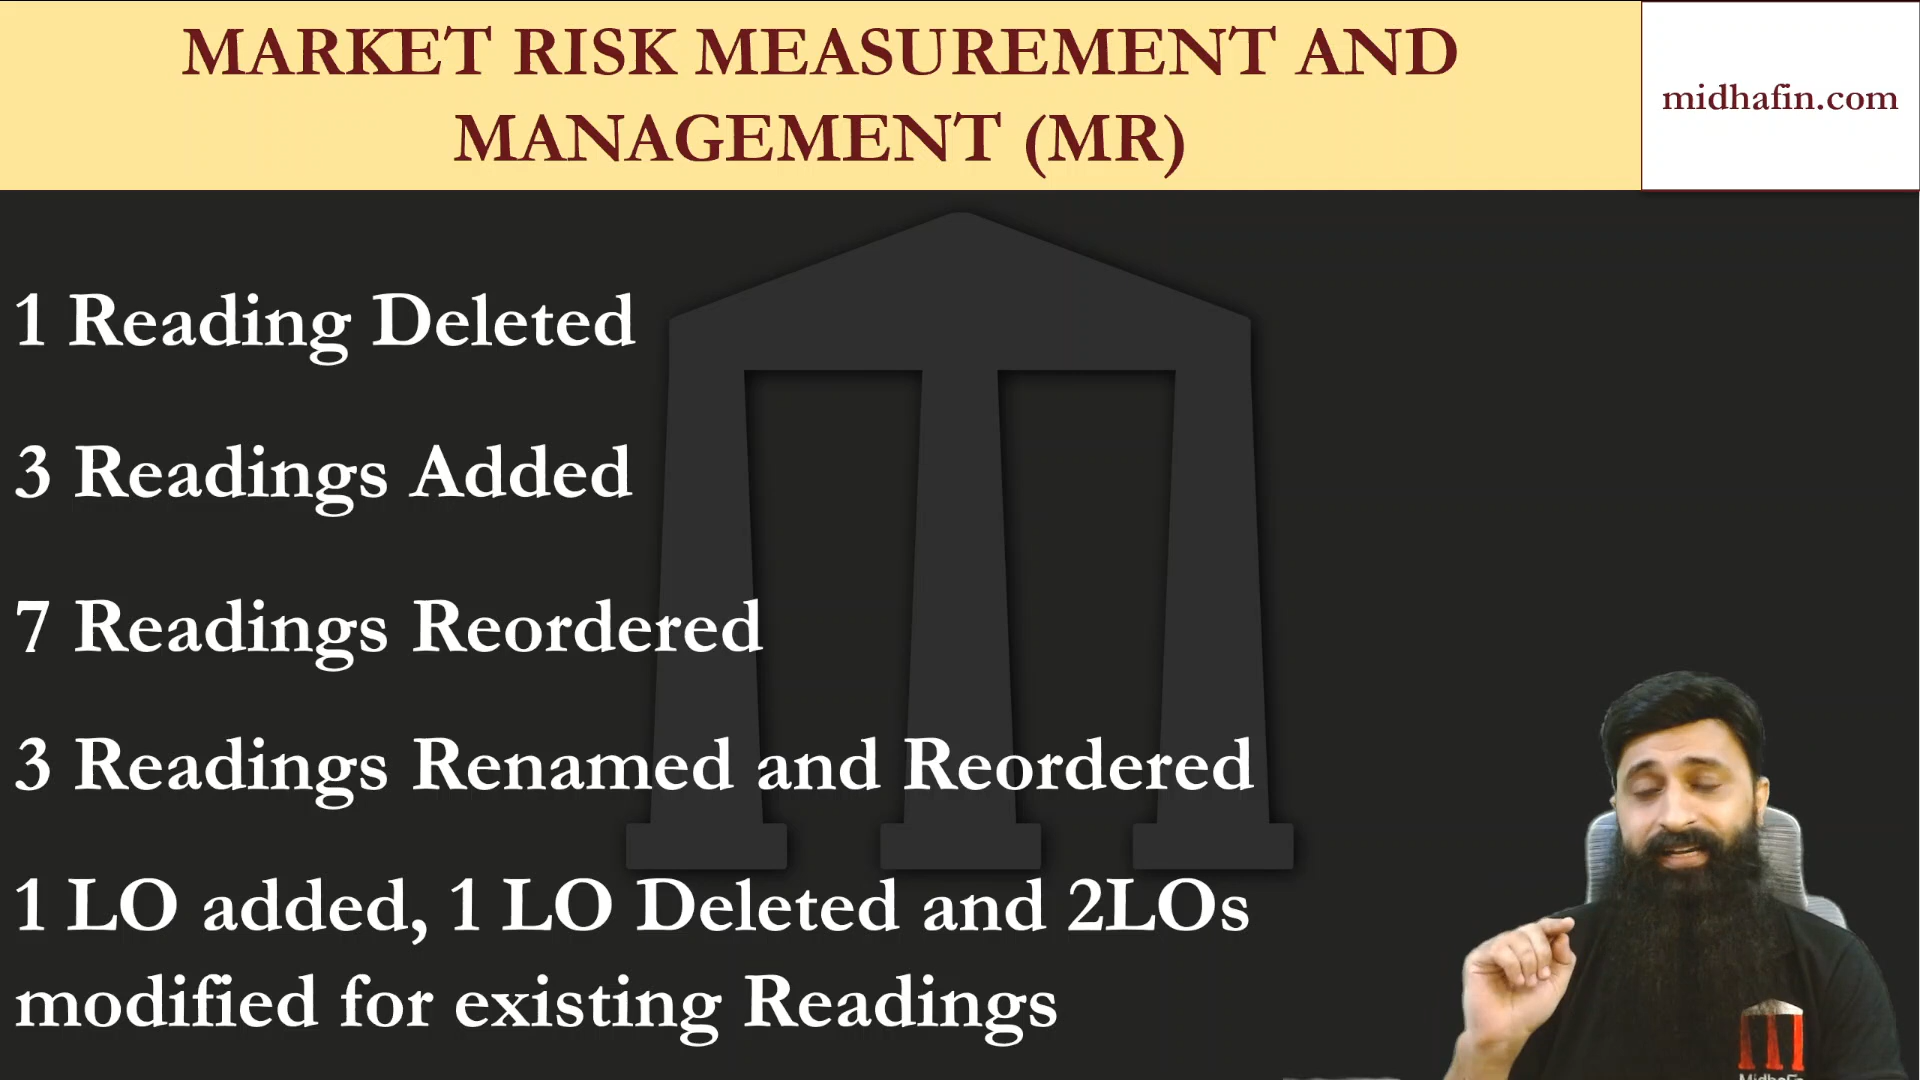 MARKET RISK MEASUREMENT AND
MANAGEMENT (MR)
midhafin.com
1 Reading Deleted
3 Readings Added
7 Readings Reordered
3 Readings Renamed and Reordered
1 LO added, 1 LO Deleted and 2LOs
modified for existing Readings